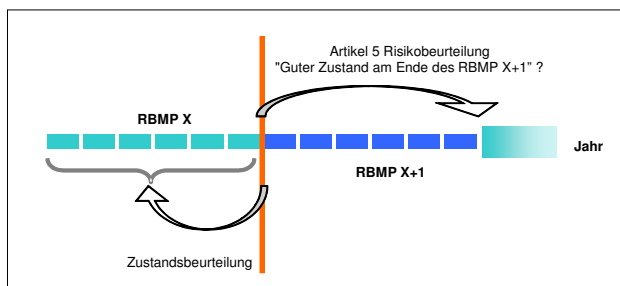 Artikel 5 Risikobeurteilung
"Guter Zustand am Ende des RBMP X+1" ?
RBMP X
Jahr
RBMP X+1
Zustandsbeurteilung